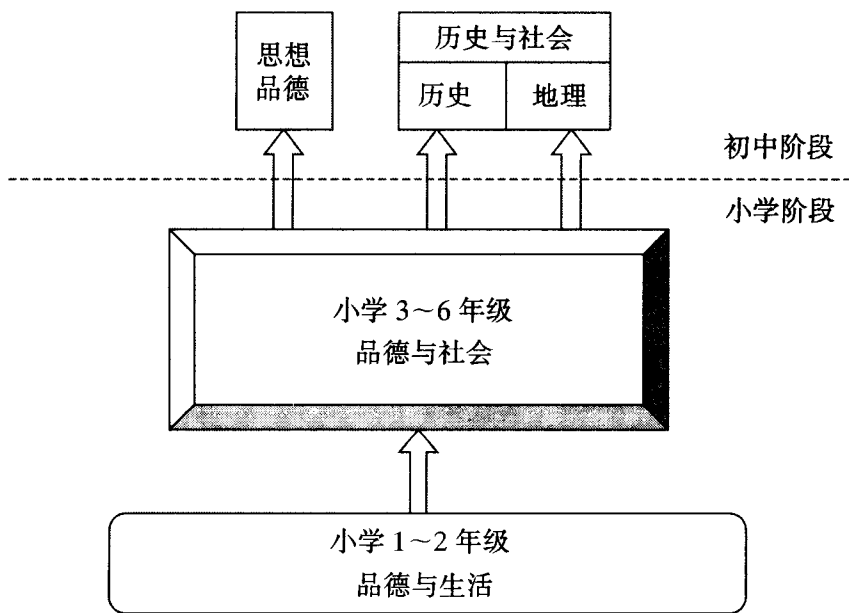 思想
品德
历史与社会
历史
地理
初中阶段
小学阶段
小学 3～6 年级
品德与社会
小学 1～2 年级
品德与生活